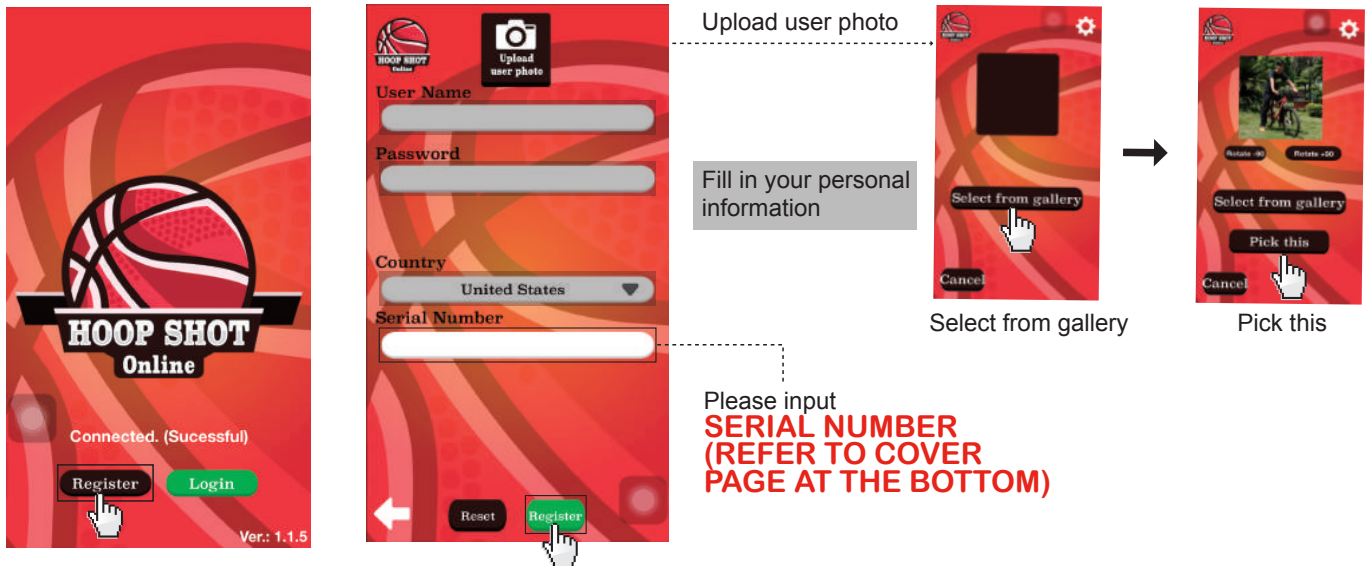 HOOP SHOT
Online
Connected. (Sucessful)
Register
Login
Ver.: 1.1.5
HOOP SHOT
Online
Upload
user photo
User Name
Password
Country
United States
Serial Number
Reset
Register
Upload user photo
Fill in your personal
information
Please input
SERIAL NUMBER
(REFER TO COVER
PAGE AT THE BOTTOM)
Select from gallery
Cancel
Select from gallery
Rotate -90
Rotate +90
Select from gallery
Pick this
Cancel
Pick this